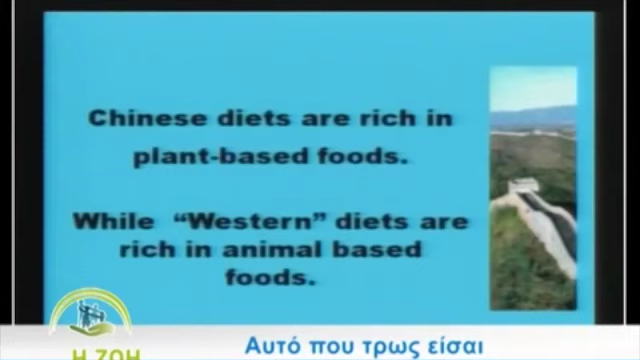 Chinese diets are rich in
plant-based foods.
While “Western” diets are
rich in animal based
foods.
Η ΖΩΗ
Αυτό που τρως είσαι